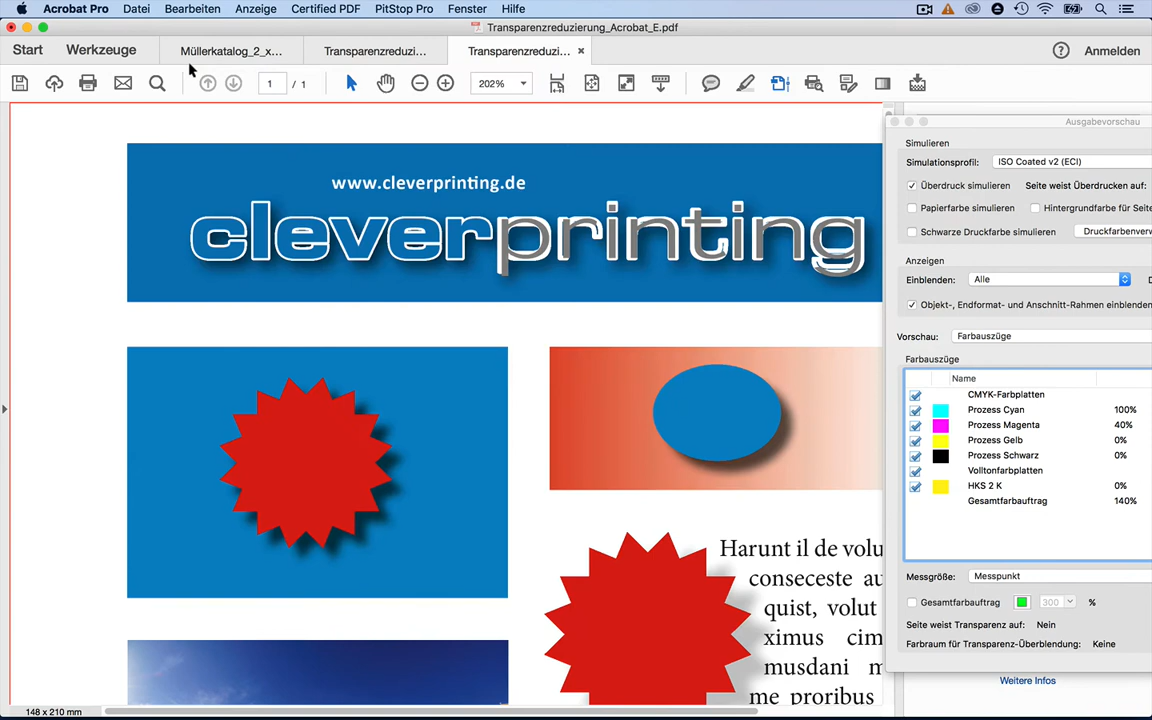 Acrobat Pro Datei Bearbeiten Anzeige Certified PDF PitStop Pro Fenster Hilfe
Transparenzreduzierung_Acrobat_E.pdf
Start Werkzeuge Müllerkatalog_2_x... Transparenzreduzi... Transparenzreduzi... × Anmelden
1 / 1 202%
www.cleverprinting.de
cleverprinting
Harunt il de volu
conseceste au
quist, volut
ximus cim
musdani m
me proribus
148 x 210 mm
Ausgabevorschau
Simulieren
Simulationsprofil: ISO Coated v2 (ECI)
Überdruck simulieren Seite weist Überdrucken auf:
Papierfarbe simulieren Hintergrundfarbe für Seite
Schwarze Druckfarbe simulieren Druckfarbenverw
Anzeigen
Einblenden: Alle D
Objekt-, Endformat- und Anschnitt-Rahmen einblenden
Vorschau: Farbauszüge
Farbauszüge
Name
CMYK-Farbplatten
Prozess Cyan 100%
Prozess Magenta 40%
Prozess Gelb 0%
Prozess Schwarz 0%
Volltonfarbplatten
HKS 2 K 0%
Gesamtfarbauftrag 140%
Messgröße: Messpunkt
Gesamtfarbauftrag 300 %
Seite weist Transparenz auf: Nein
Farbraum für Transparenz-Überblendung: Keine
Weitere Infos